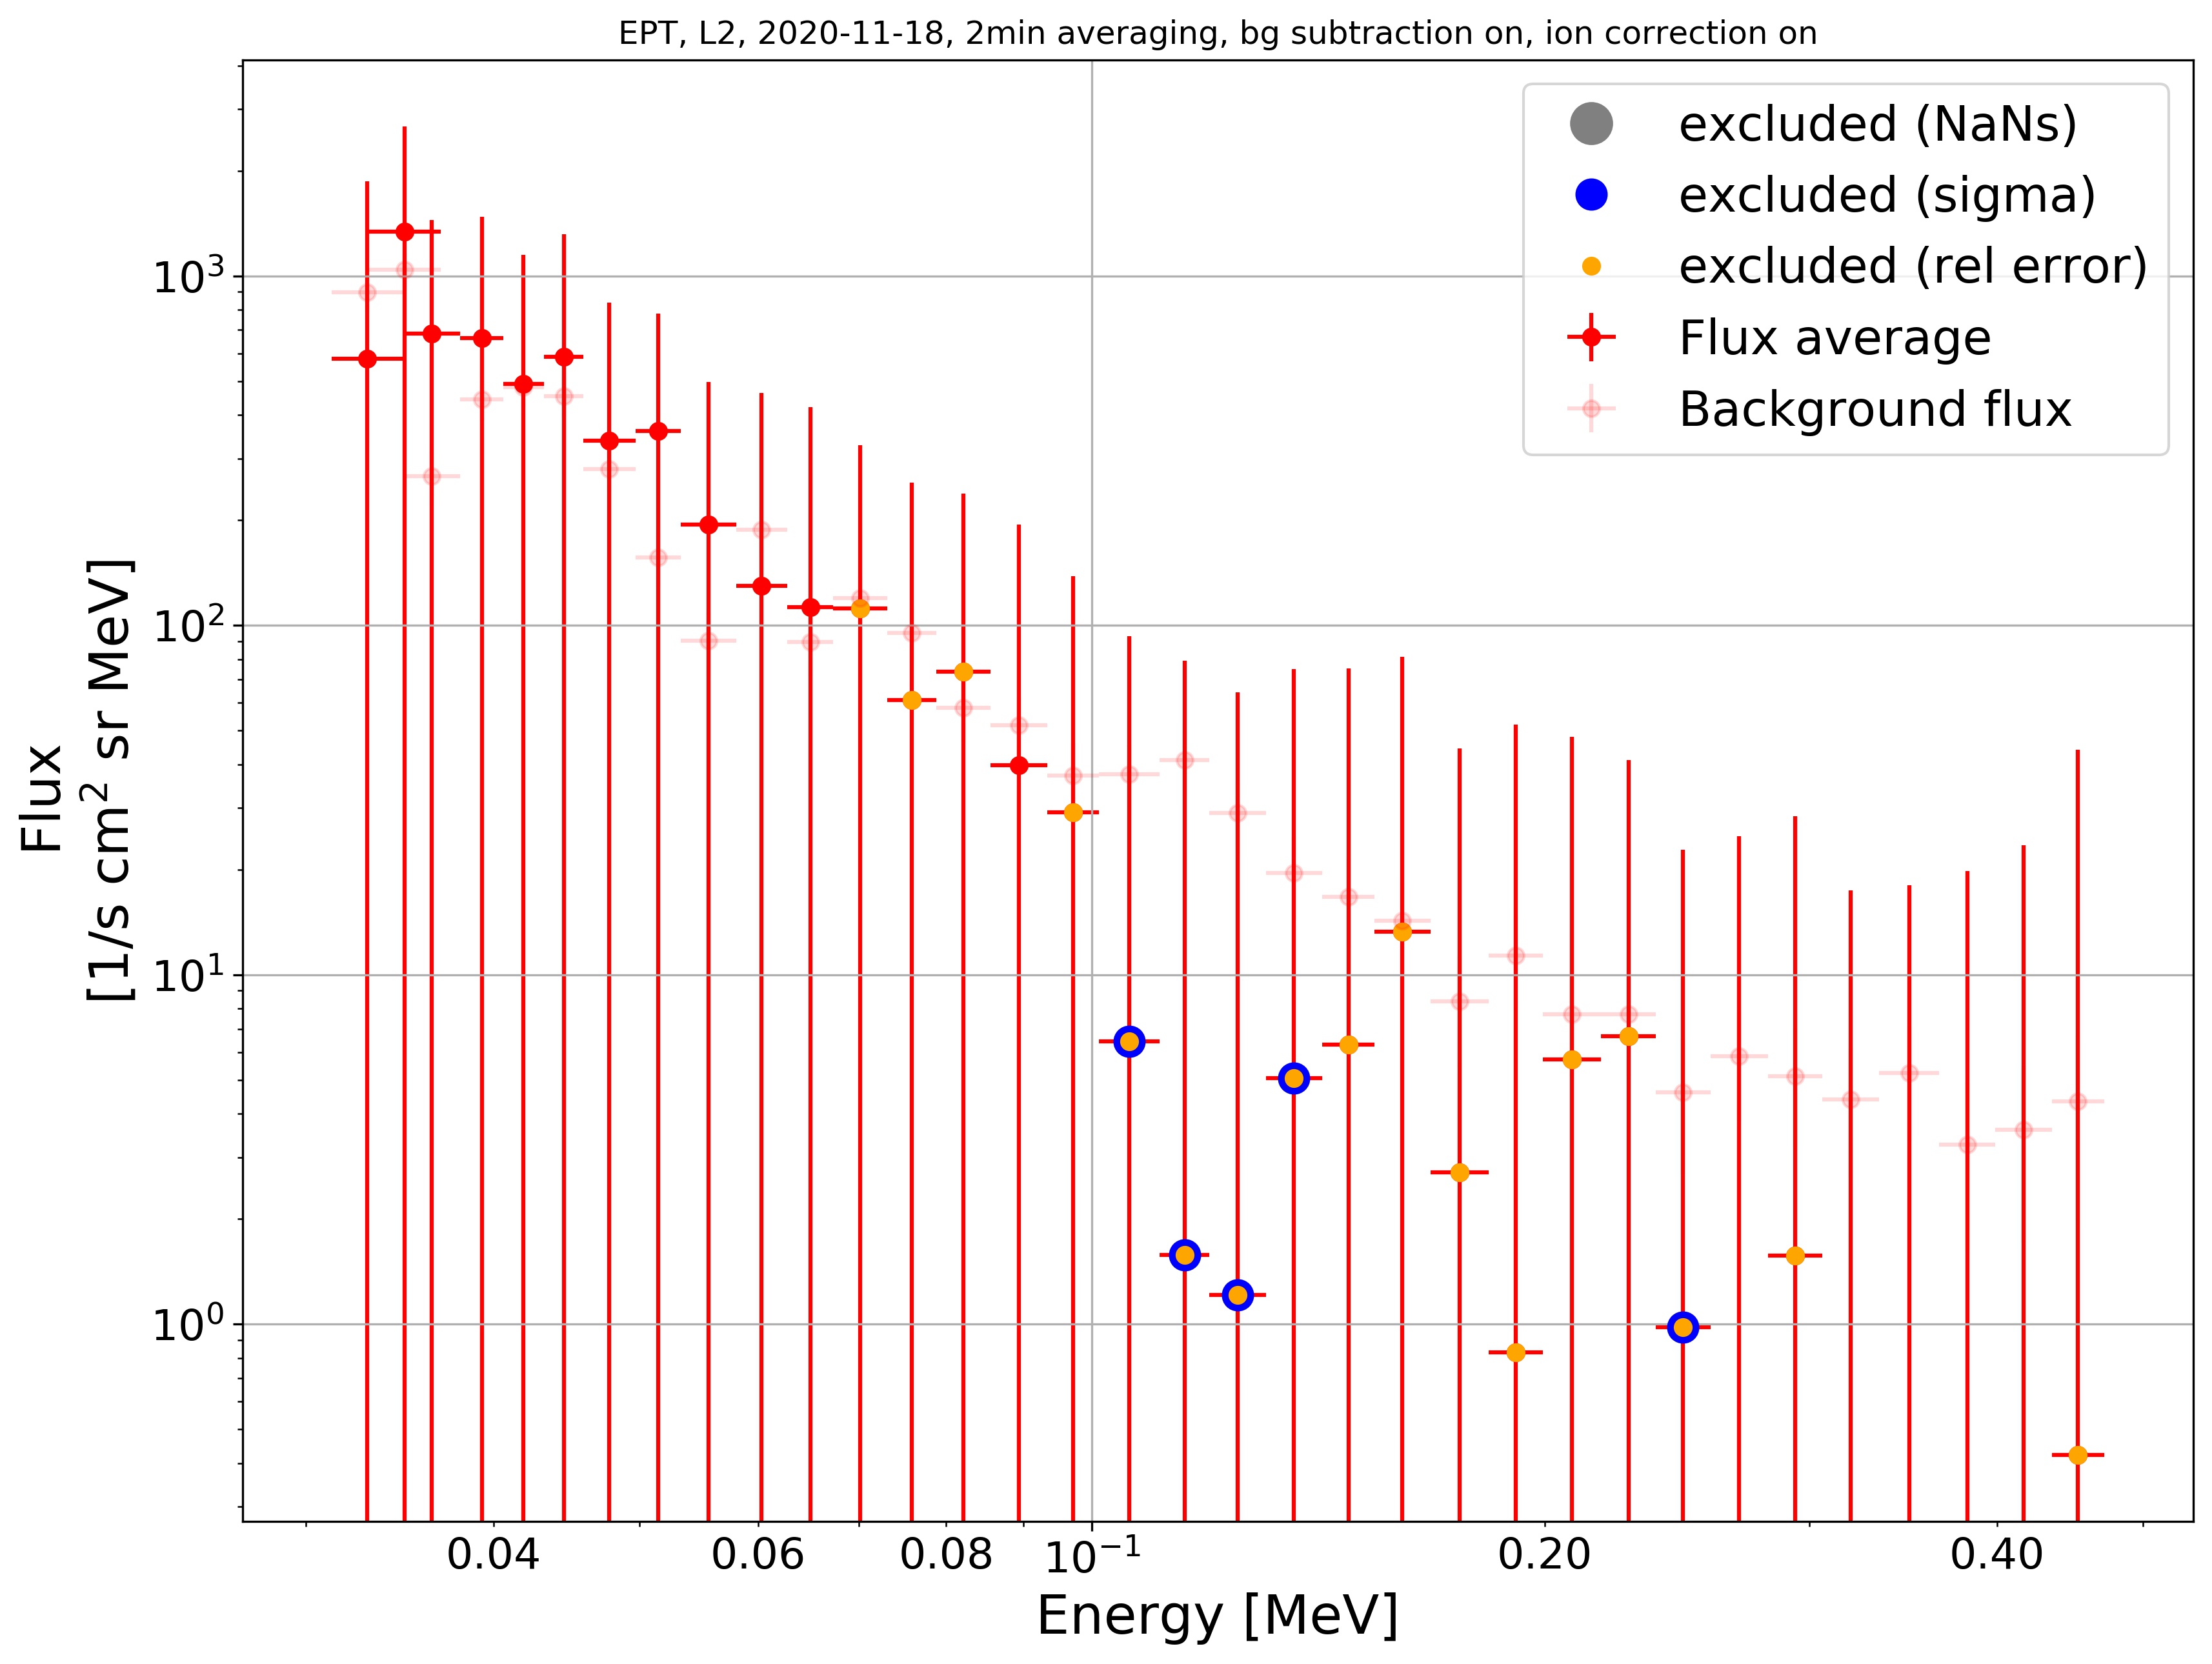 EPT, L2, 2020-11-18, 2min averaging, bg subtraction on, ion correction on
excluded (NaNs)
excluded (sigma)
excluded (rel error)
Flux average
Background flux
Flux
[1/s cm² sr MeV]
10³
10²
10¹
10⁰
0.04
0.06
0.08
10⁻¹
0.20
0.40
Energy [MeV]